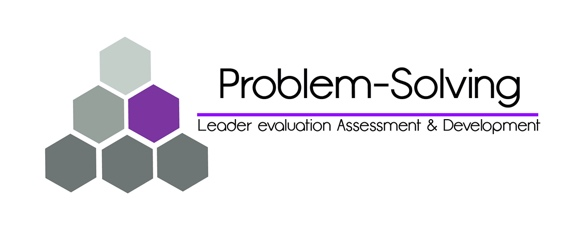 Problem-Solving
Leader evaluation Assessment & Development